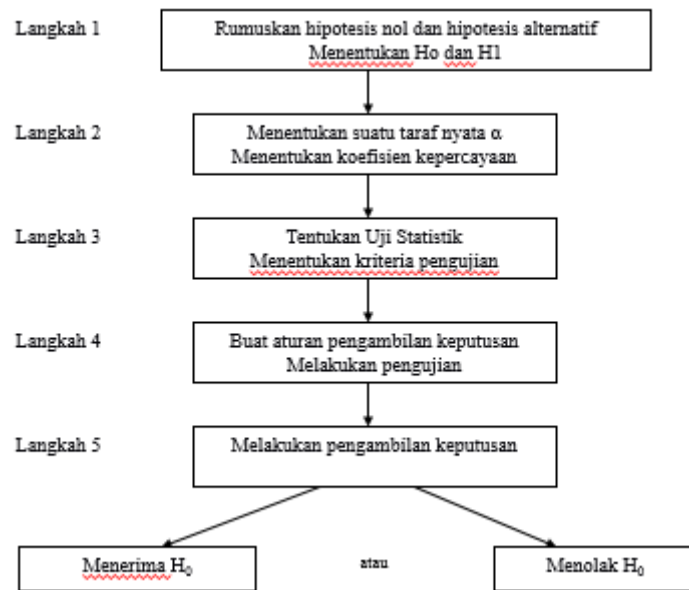 Langkah 1
Rumuskan hipotesis nol dan hipotesis alternatif
Menentukan Ho dan H1
Langkah 2
Menentukan suatu taraf nyata α
Menentukan koefisien kepercayaan
Langkah 3
Tentukan Uji Statistik
Menentukan kriteria pengujian
Langkah 4
Buat aturan pengambilan keputusan
Melakukan pengujian
Langkah 5
Melakukan pengambilan keputusan
Menerima H₀
atau
Menolak H₀